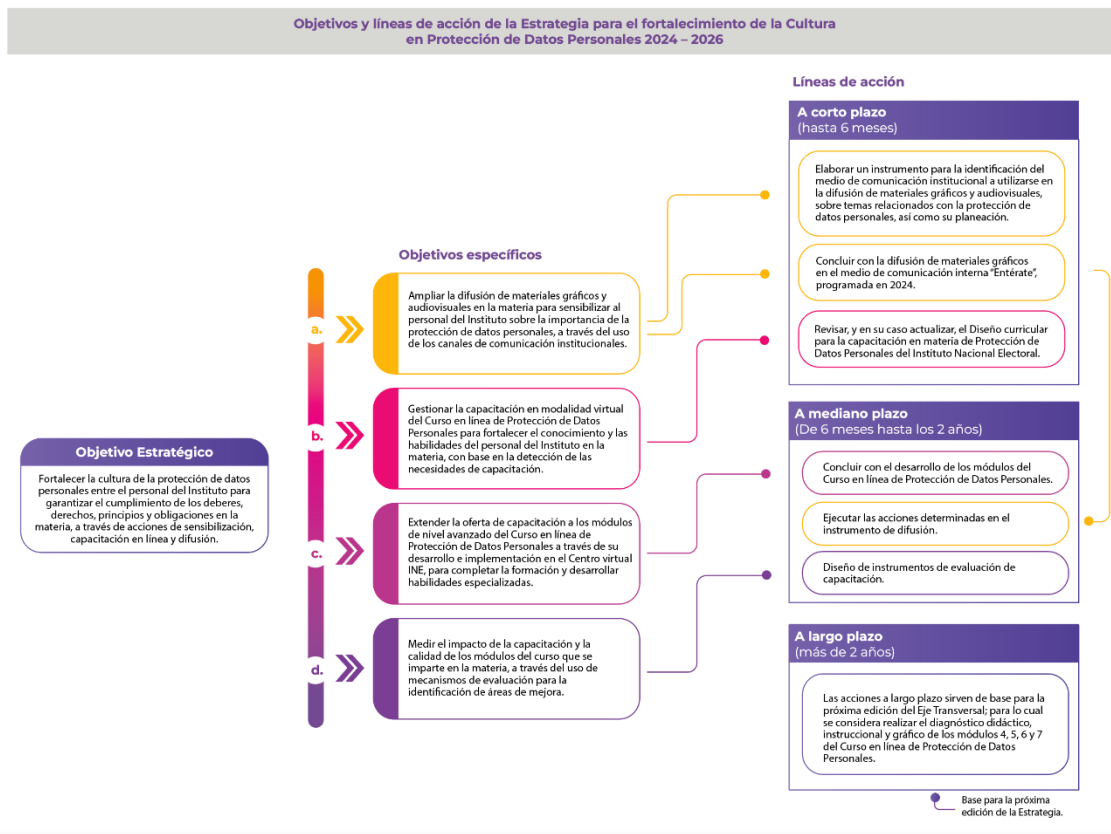 Objetivos y líneas de acción de la Estrategia para el fortalecimiento de la Cultura
en Protección de Datos Personales 2024 – 2026
Objetivo Estratégico
Fortalecer la cultura de la protección de datos
personales entre el personal del Instituto para
garantizar el cumplimiento de los deberes,
derechos, principios y obligaciones en la
materia, a través de acciones de sensibilización,
capacitación en línea y difusión.
Objetivos específicos
a.
Ampliar la difusión de materiales gráficos y
audiovisuales en la materia para sensibilizar al
personal del Instituto sobre la importancia de la
protección de datos personales, a través del uso
de los canales de comunicación institucionales.
b.
Gestionar la capacitación en modalidad virtual
del Curso en línea de Protección de Datos
Personales para fortalecer el conocimiento y las
habilidades del personal del Instituto en la
materia, con base en la detección de las
necesidades de capacitación.
c.
Extender la oferta de capacitación a los módulos
de nivel avanzado del Curso en línea de
Protección de Datos Personales a través de su
desarrollo e implementación en el Centro virtual
INE, para completar la formación y desarrollar
habilidades especializadas.
d.
Medir el impacto de la capacitación y la
calidad de los módulos del curso que se
imparte en la materia, a través del uso de
mecanismos de evaluación para la
identificación de áreas de mejora.
Líneas de acción
A corto plazo
(hasta 6 meses)
Elaborar un instrumento para la identificación del
medio de comunicación institucional a utilizarse en
la difusión de materiales gráficos y audiovisuales,
sobre temas relacionados con la protección de
datos personales, así como su planeación.
Concluir con la difusión de materiales gráficos
en el medio de comunicación interna “Entérate”,
programada en 2024.
Revisar, y en su caso actualizar, el Diseño curricular
para la capacitación en matería de Protección de
Datos Personales del Instituto Nacional Electoral.
A mediano plazo
(De 6 meses hasta los 2 años)
Concluir con el desarrollo de los módulos del
Curso en línea de Protección de Datos Personales.
Ejecutar las acciones determinadas en el
instrumento de difusión.
Diseño de instrumentos de evaluación de
capacitación.
A largo plazo
(más de 2 años)
Las acciones a largo plazo sirven de base para la
próxima edición del Eje Transversal; para lo cual
se considera realizar el diagnóstico didáctico,
instruccional y gráfico de los módulos 4, 5, 6 y 7
del Curso en línea de Protección de Datos
Personales.
Base para la próxima
edición de la Estrategia.